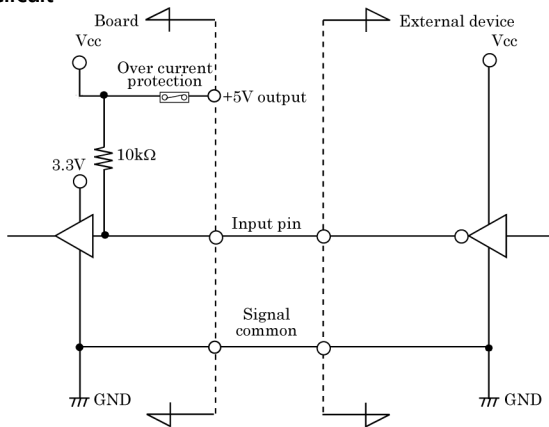 Board
External device
Vcc
Vcc
Over current
protection
+5V output
10kΩ
3.3V
Input pin
Signal
common
GND
GND